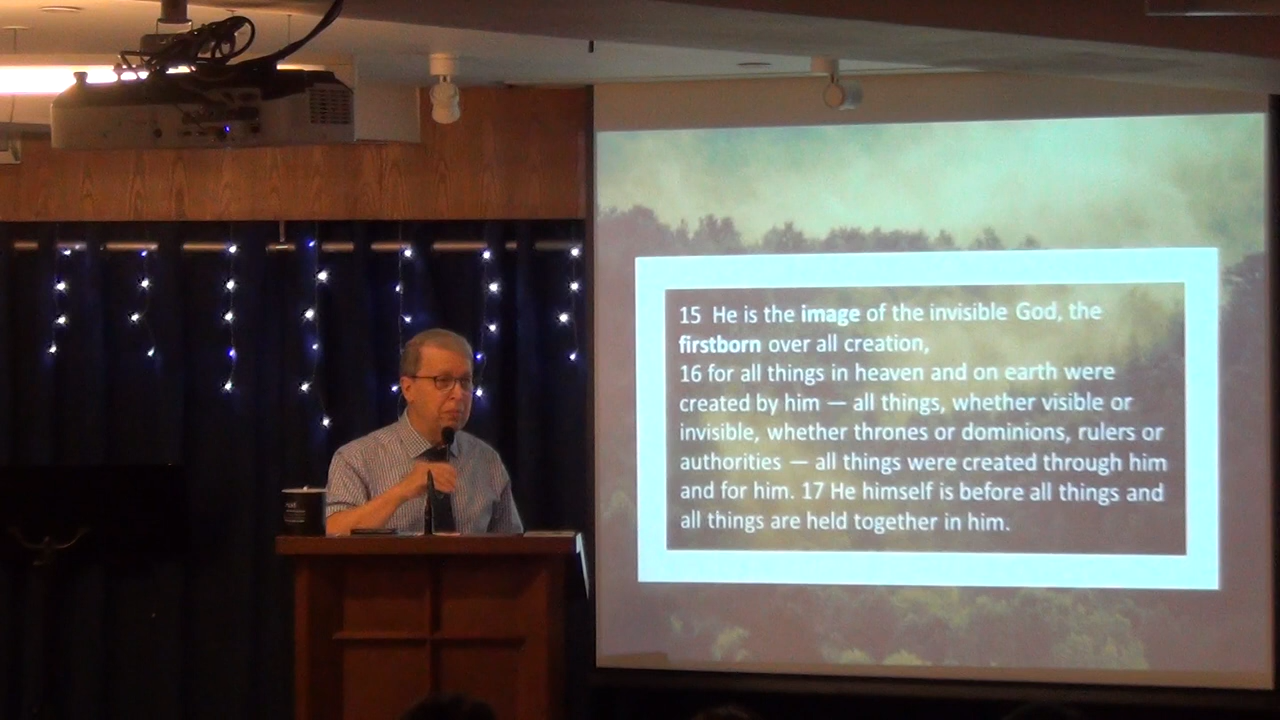 15 He is the image of the invisible God, the
firstborn over all creation,
16 for all things in heaven and on earth were
created by him — all things, whether visible or
invisible, whether thrones or dominions, rulers or
authorities — all things were created through him
and for him. 17 He himself is before all things and
all things are held together in him.